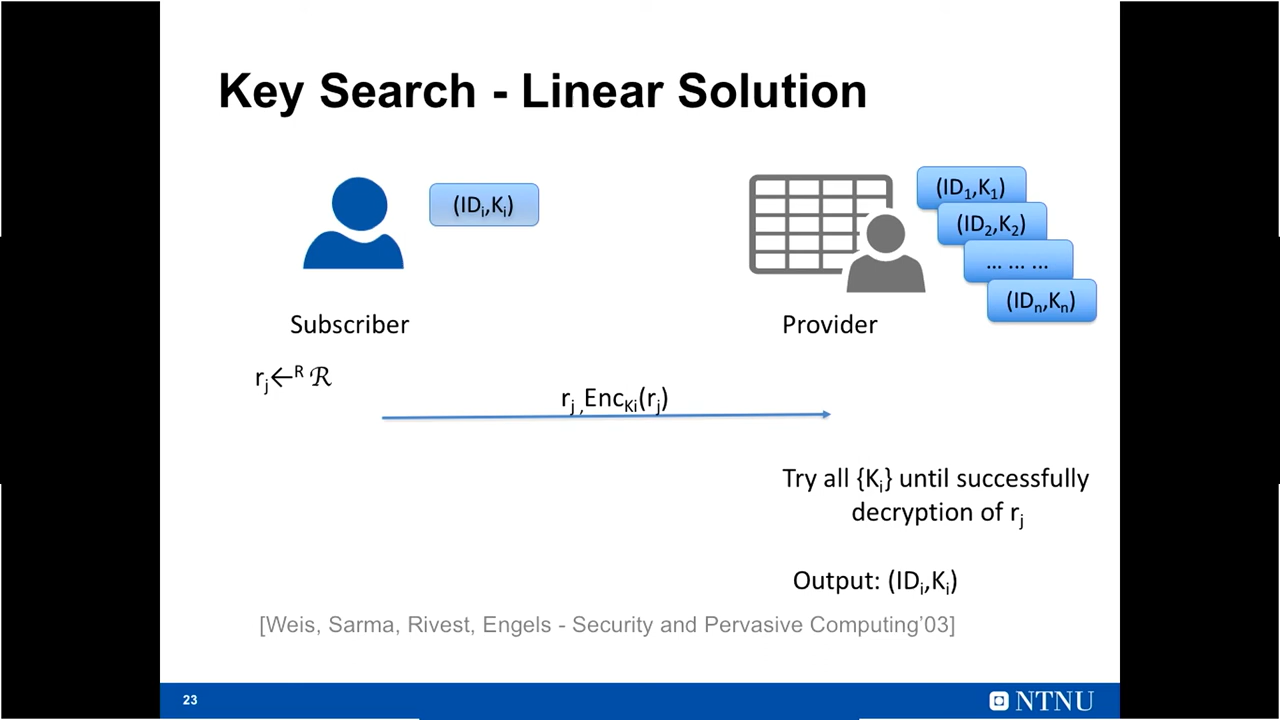 Key Search - Linear Solution
(IDi,Ki)
(ID1,K1)
(ID2,K2)
... ... ...
(IDn,Kn)
Subscriber
Provider
rj←R ℛ
rj,EncKi(rj)
Try all {Ki} until successfully
decryption of rj
Output: (IDi,Ki)
[Weis, Sarma, Rivest, Engels - Security and Pervasive Computing'03]
23
NTNU